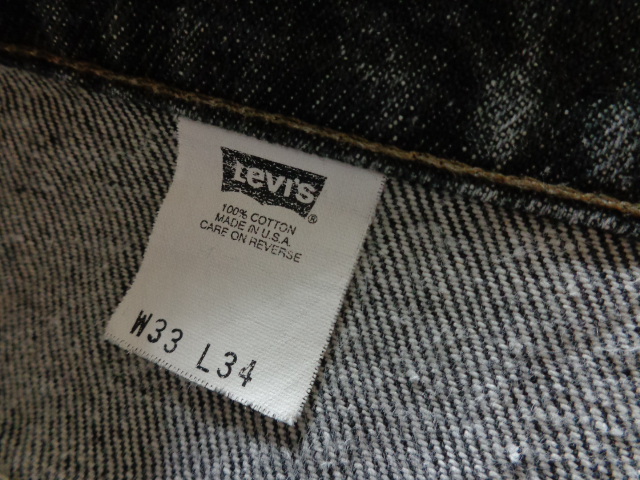 Levi's ®
100% COTTON
MADE IN U.S.A.
CARE ON REVERSE
W33 L34